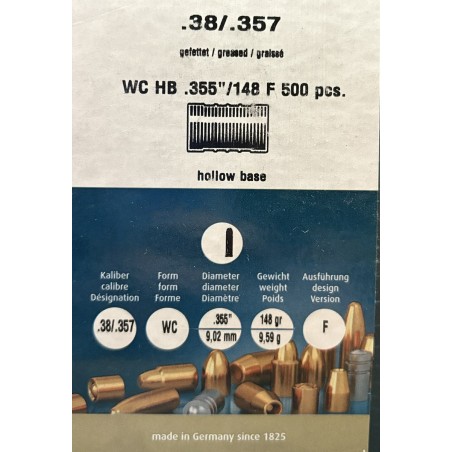 .38/.357
gefettet / greased / graissé
WC HB .355"/148 F 500 pcs.
hollow base
Kaliber Form Diameter Gewicht Ausführung
calibre form diameter weight design
Désignation Forme Diamètre Poids Version
.38/.357 WC .355" 148 gr F
9,02 mm 9,59 g
made in Germany since 1825